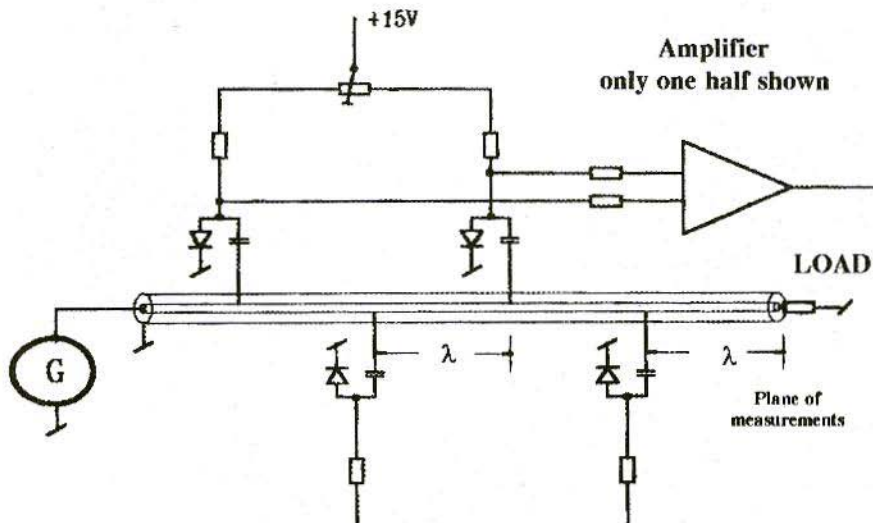 +15V
Amplifier
only one half shown
LOAD
λ
λ
G
Plane of
measurements